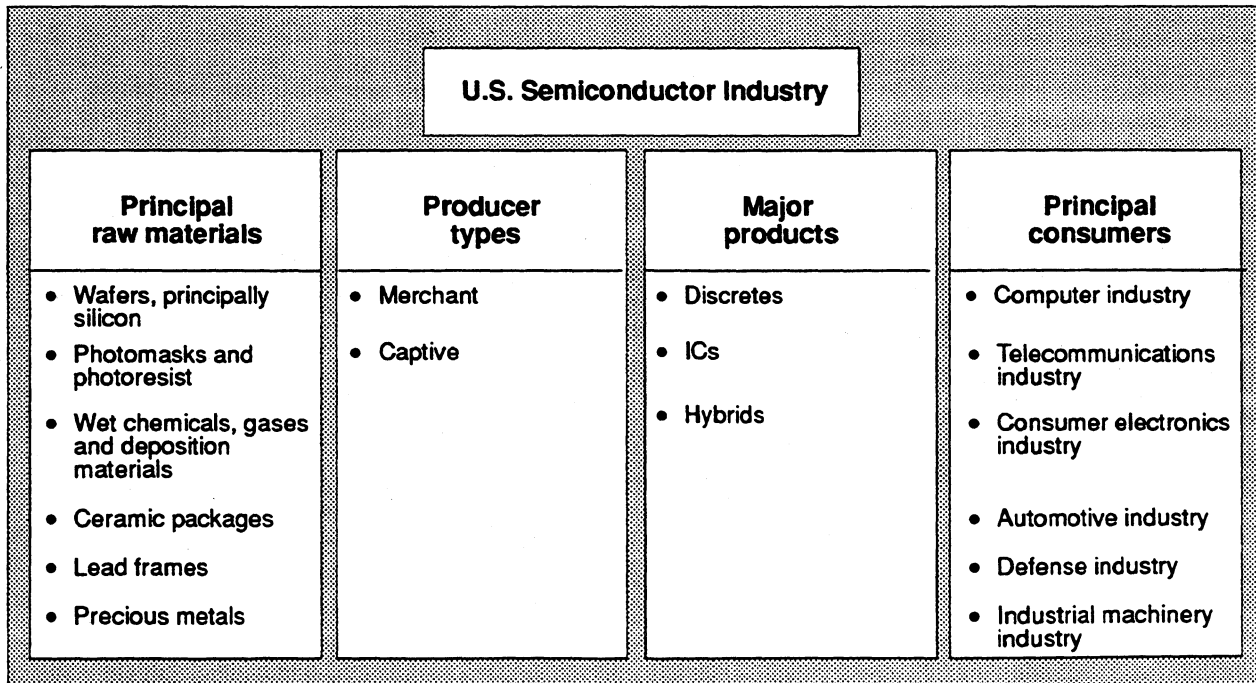 U.S. Semiconductor Industry
Principal
raw materials
• Wafers, principally
silicon
• Photomasks and
photoresist
• Wet chemicals, gases
and deposition
materials
• Ceramic packages
• Lead frames
• Precious metals
Producer
types
• Merchant
• Captive
Major
products
• Discretes
• ICs
• Hybrids
Principal
consumers
• Computer industry
• Telecommunications
industry
• Consumer electronics
industry
• Automotive industry
• Defense industry
• Industrial machinery
industry